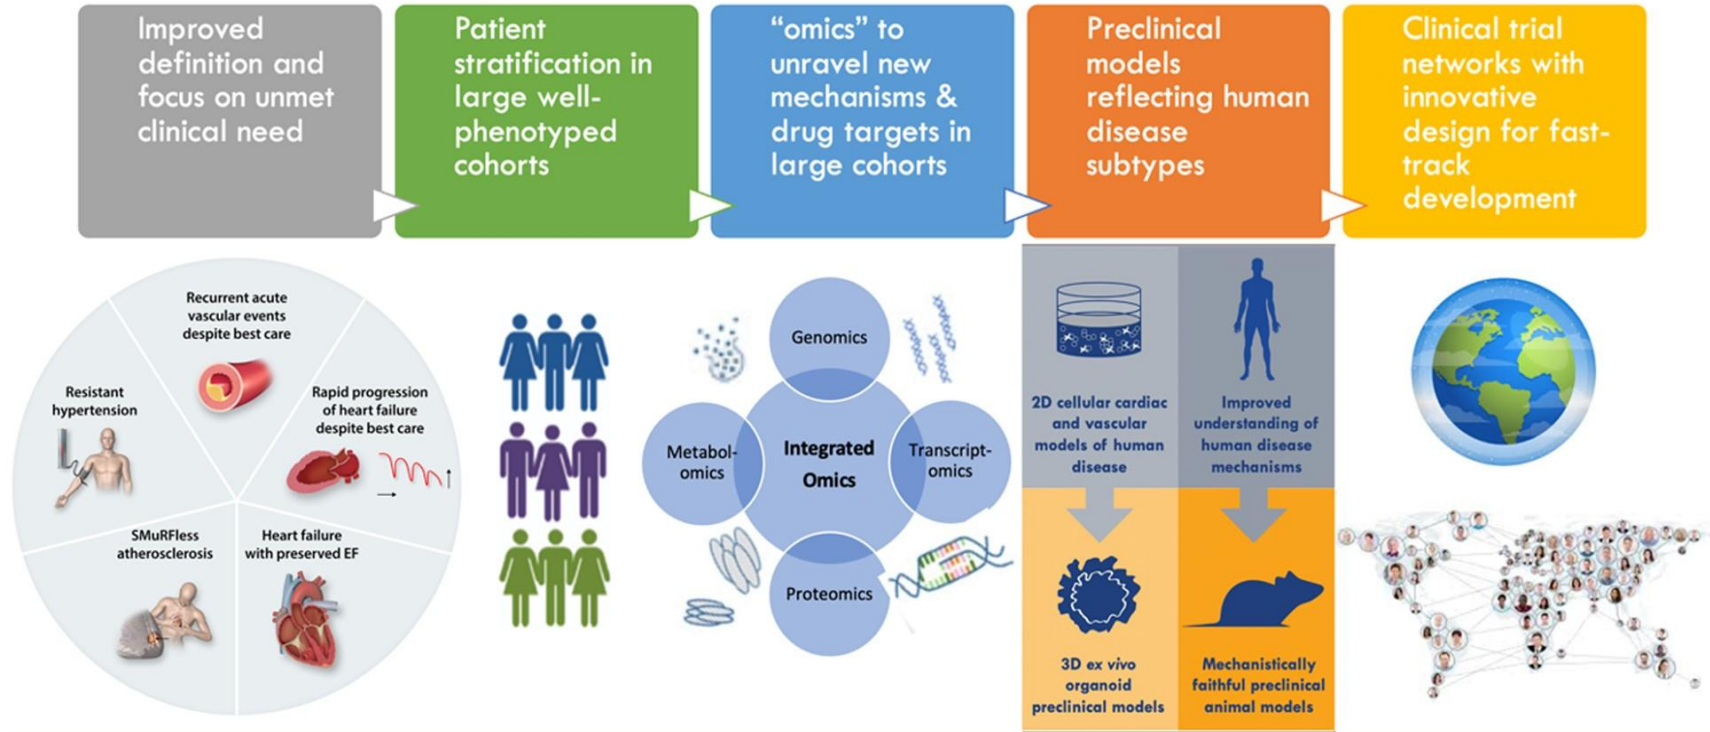 Improved
definition and
focus on unmet
clinical need
Patient
stratification in
large well-
phenotyped
cohorts
“omics” to
unravel new
mechanisms &
drug targets in
large cohorts
Preclinical
models
reflecting human
disease
subtypes
Clinical trial
networks with
innovative
design for fast-
track
development
Recurrent acute
vascular events
despite best care
Resistant
hypertension
Rapid progression
of heart failure
despite best care
SMuRFless
atherosclerosis
Heart failure
with preserved EF
Genomics
Metabol-
omics
Integrated
Omics
Transcript-
omics
Proteomics
2D cellular cardiac
and vascular
models of human
disease
Improved
understanding of
human disease
mechanisms
3D ex vivo
organoid
preclinical models
Mechanistically
faithful preclinical
animal models